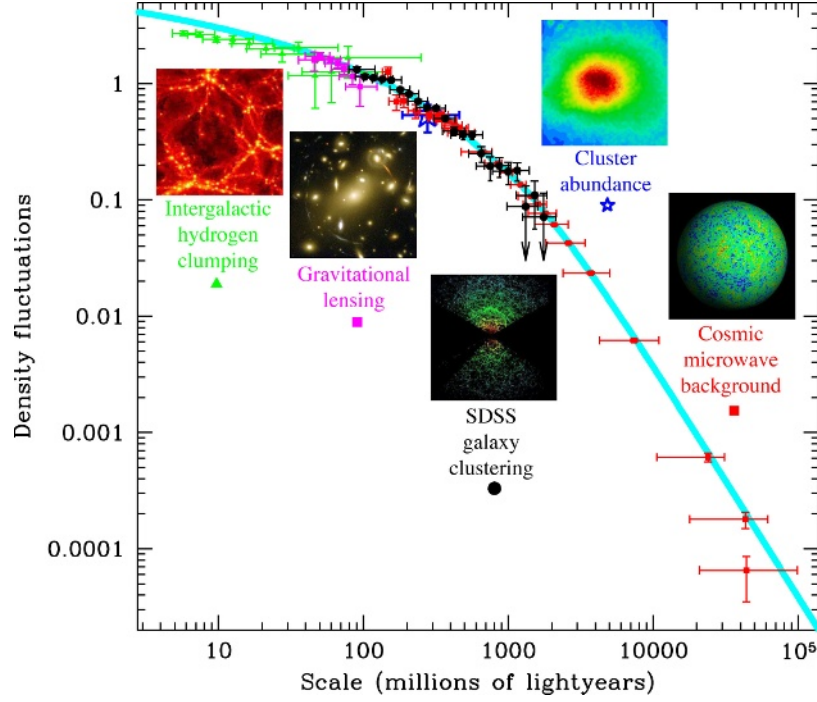 Density fluctuations
1
0.1
0.01
0.001
0.0001
Intergalactic
hydrogen
clumping
Gravitational
lensing
SDSS
galaxy
clustering
Cluster
abundance
Cosmic
microwave
background
10
100
1000
10000
10⁵
Scale (millions of lightyears)